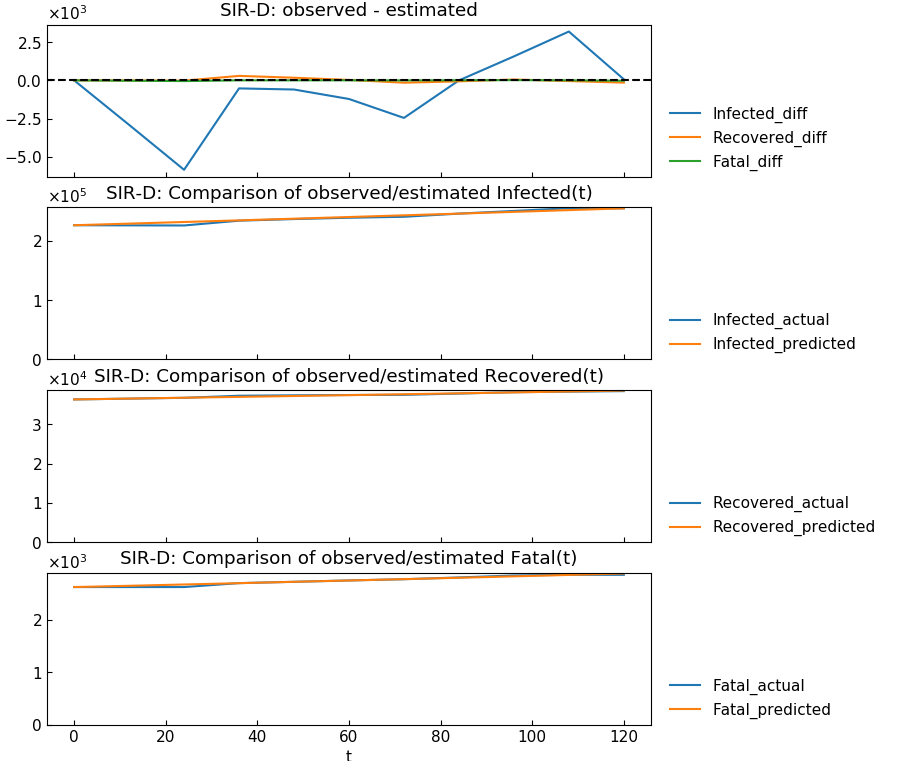 SIR-D: observed - estimated
×10³
2.5
0.0
−2.5
−5.0
Infected_diff
Recovered_diff
Fatal_diff
SIR-D: Comparison of observed/estimated Infected(t)
×10⁵
2
1
0
Infected_actual
Infected_predicted
SIR-D: Comparison of observed/estimated Recovered(t)
×10⁴
3
2
1
0
Recovered_actual
Recovered_predicted
SIR-D: Comparison of observed/estimated Fatal(t)
×10³
2
1
0
Fatal_actual
Fatal_predicted
0 20 40 60 80 100 120
t